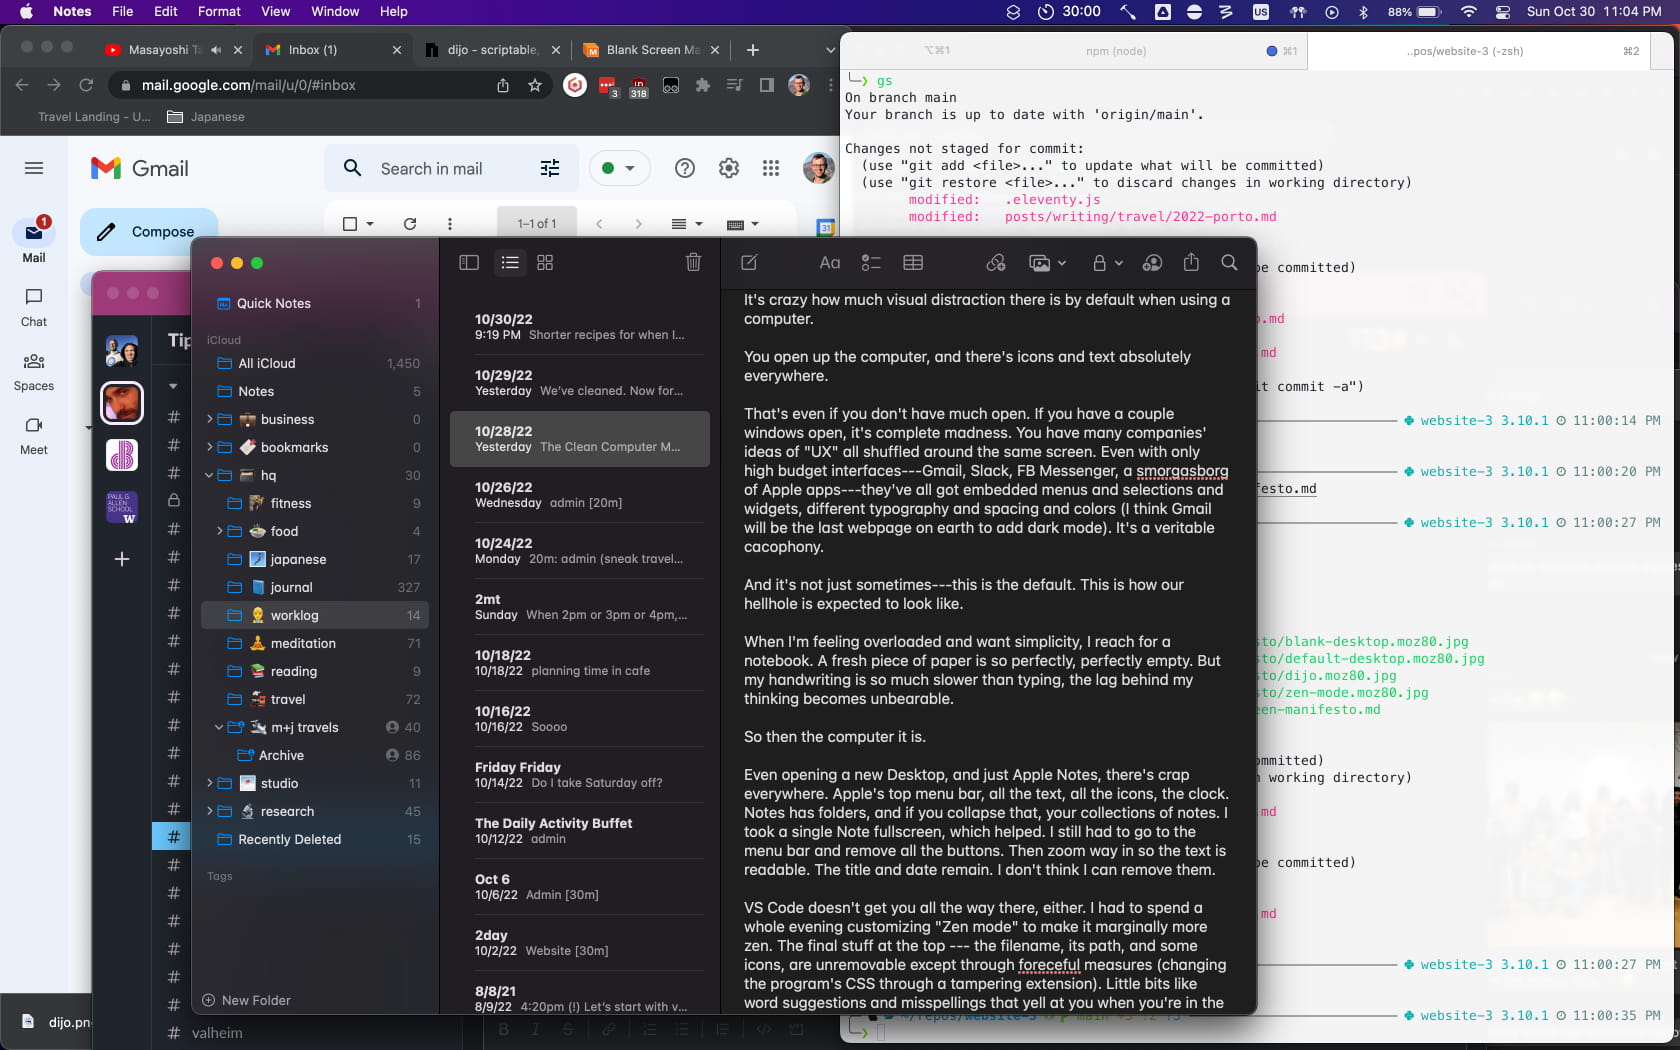 Notes File Edit Format View Window Help
30:00 US 88% Sun Oct 30 11:04 PM
Masayoshi Ta
Inbox (1)
dijo - scriptable,
Blank Screen Ma
mail.google.com/mail/u/0/#inbox
3
318
Travel Landing - U...
Japanese
Gmail
Search in mail
Compose
1–1 of 1
31
1
Mail
Chat
Spaces
Meet
Tip
PAUL G. ALLEN SCHOOL
W
valheim
dijo.pn
⌥⌘1
npm (node)
⌘1
..pos/website-3 (-zsh)
⌘2
gs
On branch main
Your branch is up to date with 'origin/main'.
Changes not staged for commit:
(use "git add <file>..." to update what will be committed)
(use "git restore <file>..." to discard changes in working directory)
modified: .eleventy.js
modified: posts/writing/travel/2022-porto.md
be committed)
.md
md
it commit -a")
website-3 3.10.1 11:00:14 PM
website-3 3.10.1 11:00:20 PM
festo.md
website-3 3.10.1 11:00:27 PM
sto/blank-desktop.moz80.jpg
sto/default-desktop.moz80.jpg
sto/dijo.moz80.jpg
sto/zen-mode.moz80.jpg
een-manifesto.md
ommitted)
working directory)
md
be committed)
md
website-3 3.10.1 11:00:27 PM
~/repos/website-3 main
website-3 3.10.1 11:00:35 PM
Quick Notes 1
iCloud
All iCloud 1,450
Notes 5
business 0
bookmarks 0
hq 30
fitness 9
food 4
japanese 17
journal 327
worklog 14
meditation 71
reading 9
travel 72
m+j travels 40
Archive 86
studio 11
research 45
Recently Deleted 15
Tags
New Folder
10/30/22
9:19 PM Shorter recipes for when I...
10/29/22
Yesterday We've cleaned. Now for...
10/28/22
Yesterday The Clean Computer M...
10/26/22
Wednesday admin [20m]
10/24/22
Monday 20m: admin (sneak travel...
2mt
Sunday When 2pm or 3pm or 4pm,...
10/18/22
10/18/22 planning time in cafe
10/16/22
10/16/22 Soooo
Friday Friday
10/14/22 Do I take Saturday off?
The Daily Activity Buffet
10/12/22 admin
Oct 6
10/6/22 Admin [30m]
2day
10/2/22 Website [30m]
8/8/21
8/9/22 4:20pm (!) Let's start with v...
Aa
It's crazy how much visual distraction there is by default when using a
computer.
You open up the computer, and there's icons and text absolutely
everywhere.
That's even if you don't have much open. If you have a couple
windows open, it's complete madness. You have many companies'
ideas of "UX" all shuffled around the same screen. Even with only
high budget interfaces---Gmail, Slack, FB Messenger, a smorgasborg
of Apple apps---they've all got embedded menus and selections and
widgets, different typography and spacing and colors (I think Gmail
will be the last webpage on earth to add dark mode). It's a veritable
cacophony.
And it's not just sometimes---this is the default. This is how our
hellhole is expected to look like.
When I'm feeling overloaded and want simplicity, I reach for a
notebook. A fresh piece of paper is so perfectly, perfectly empty. But
my handwriting is so much slower than typing, the lag behind my
thinking becomes unbearable.
So then the computer it is.
Even opening a new Desktop, and just Apple Notes, there's crap
everywhere. Apple's top menu bar, all the text, all the icons, the clock.
Notes has folders, and if you collapse that, your collections of notes. I
took a single Note fullscreen, which helped. I still had to go to the
menu bar and remove all the buttons. Then zoom way in so the text is
readable. The title and date remain. I don't think I can remove them.
VS Code doesn't get you all the way there, either. I had to spend a
whole evening customizing "Zen mode" to make it marginally more
zen. The final stuff at the top --- the filename, its path, and some
icons, are unremovable except through foreceful measures (changing
the program's CSS through a tampering extension). Little bits like
word suggestions and misspellings that yell at you when you're in the